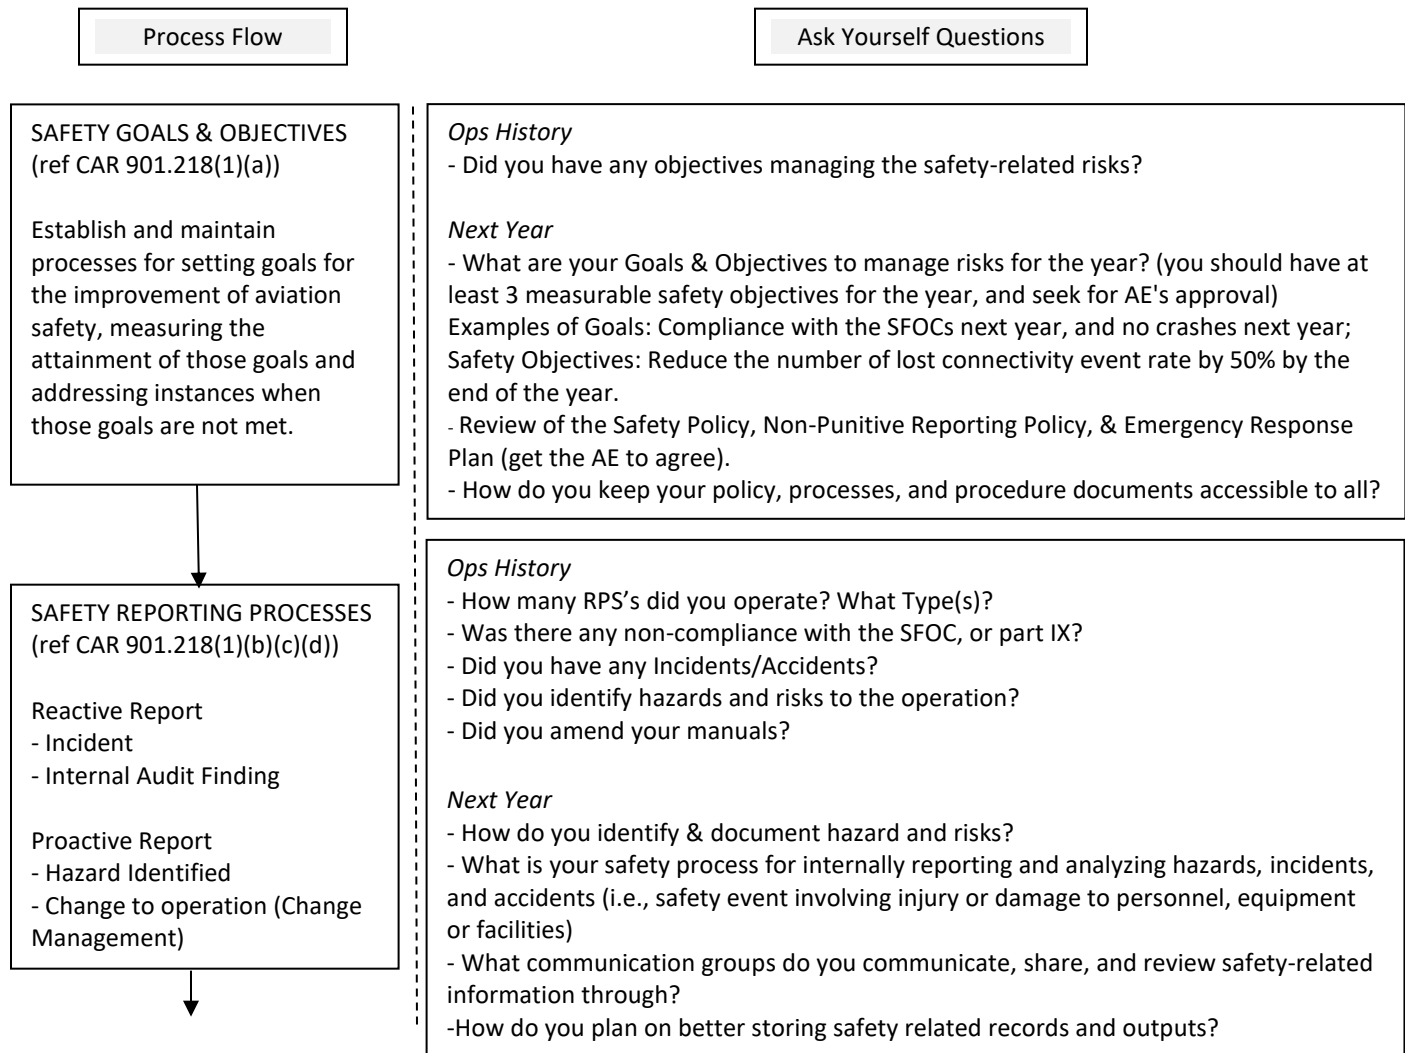 Process Flow
Ask Yourself Questions
SAFETY GOALS & OBJECTIVES
(ref CAR 901.218(1)(a))
Establish and maintain
processes for setting goals for
the improvement of aviation
safety, measuring the
attainment of those goals and
addressing instances when
those goals are not met.
Ops History
- Did you have any objectives managing the safety-related risks?
Next Year
- What are your Goals & Objectives to manage risks for the year? (you should have at
least 3 measurable safety objectives for the year, and seek for AE's approval)
Examples of Goals: Compliance with the SFOCs next year, and no crashes next year;
Safety Objectives: Reduce the number of lost connectivity event rate by 50% by the
end of the year.
- Review of the Safety Policy, Non-Punitive Reporting Policy, & Emergency Response
Plan (get the AE to agree).
- How do you keep your policy, processes, and procedure documents accessible to all?
SAFETY REPORTING PROCESSES
(ref CAR 901.218(1)(b)(c)(d))
Reactive Report
- Incident
- Internal Audit Finding
Proactive Report
- Hazard Identified
- Change to operation (Change
Management)
Ops History
- How many RPS’s did you operate? What Type(s)?
- Was there any non-compliance with the SFOC, or part IX?
- Did you have any Incidents/Accidents?
- Did you identify hazards and risks to the operation?
- Did you amend your manuals?
Next Year
- How do you identify & document hazard and risks?
- What is your safety process for internally reporting and analyzing hazards, incidents,
and accidents (i.e., safety event involving injury or damage to personnel, equipment
or facilities)
- What communication groups do you communicate, share, and review safety-related
information through?
-How do you plan on better storing safety related records and outputs?